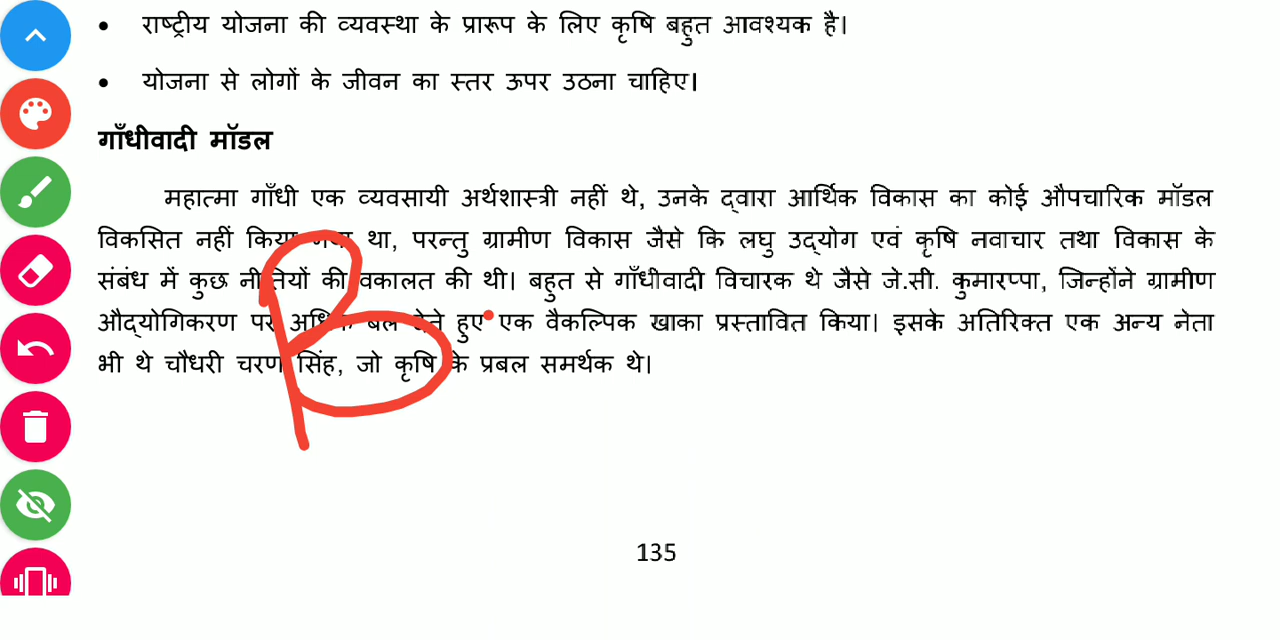 • राष्ट्रीय योजना की व्यवस्था के प्रारूप के लिए कृषि बहुत आवश्यक है।
• योजना से लोगों के जीवन का स्तर ऊपर उठना चाहिए।
गाँधीवादी मॉडल
महात्मा गाँधी एक व्यवसायी अर्थशास्त्री नहीं थे, उनके द्वारा आर्थिक विकास का कोई औपचारिक मॉडल
विकसित नहीं किया गया था, परन्तु ग्रामीण विकास जैसे कि लघु उद्योग एवं कृषि नवाचार तथा विकास के
संबंध में कुछ नीतियों की वकालत की थी। बहुत से गाँधीवादी विचारक थे जैसे जे.सी. कुमारप्पा, जिन्होंने ग्रामीण
औद्योगिकरण पर अधिक बल देते हुए एक वैकल्पिक खाका प्रस्तावित किया। इसके अतिरिक्त एक अन्य नेता
भी थे चौधरी चरण सिंह, जो कृषि के प्रबल समर्थक थे।
B
135